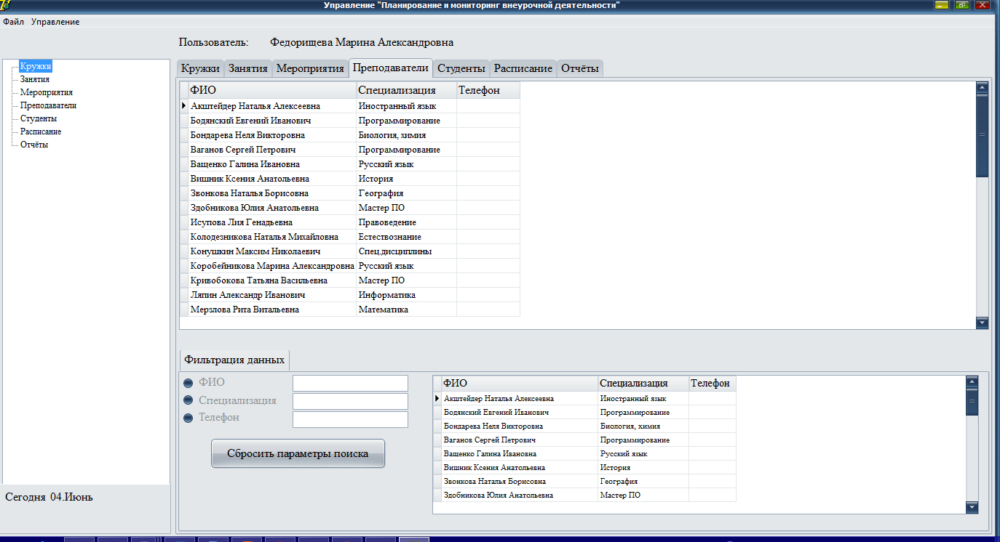 Управление "Планирование и мониторинг внеурочной деятельности"
Файл Управление
Пользователь: Федорищева Марина Александровна
Кружки
Занятия
Мероприятия
Преподаватели
Студенты
Расписание
Отчёты
Сегодня 04.Июнь
Кружки Занятия Мероприятия Преподаватели Студенты Расписание Отчёты
ФИО Специализация Телефон
Акштейдер Наталья Алексеевна Иностранный язык
Бодянский Евгений Иванович Программирование
Бондарева Неля Викторовна Биология, химия
Ваганов Сергей Петрович Программирование
Ващенко Галина Ивановна Русский язык
Вишник Ксения Анатольевна История
Звонкова Наталья Борисовна География
Здобникова Юлия Анатольевна Мастер ПО
Исупова Лия Генадьевна Правоведение
Колодезникова Наталья Михайловна Естествознание
Конушкин Максим Николаевич Спец.дисциплины
Коробейникова Марина Александровна Русский язык
Кривобокова Татьяна Васильевна Мастер ПО
Ляпин Александр Иванович Информатика
Мерзлова Рита Витальевна Математика
Фильтрация данных
ФИО
Специализация
Телефон
Сбросить параметры поиска
ФИО Специализация Телефон
Акштейдер Наталья Алексеевна Иностранный язык
Бодянский Евгений Иванович Программирование
Бондарева Неля Викторовна Биология, химия
Ваганов Сергей Петрович Программирование
Ващенко Галина Ивановна Русский язык
Вишник Ксения Анатольевна История
Звонкова Наталья Борисовна География
Здобникова Юлия Анатольевна Мастер ПО